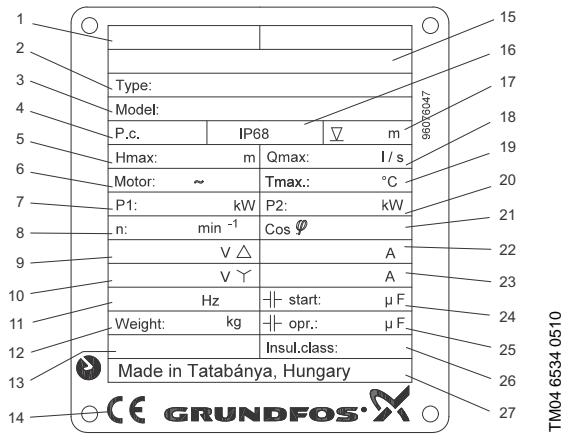 1 15
2 16
Type:
3 17
Model:
4 P.c. IP68 m 18
96076047
5 Hmax: m Qmax: l / s 19
6 Motor: ~ Tmax.: °C 20
7 P1: kW P2: kW 21
8 n: min -1 Cos φ
9 V △ A 22
10 V Y A 23
11 Hz start: µ F 24
12 Weight: kg opr.: µ F 25
13 Insul.class: 26
Made in Tatabánya, Hungary
14 CE GRUNDFOS 27
TM04 6534 0510